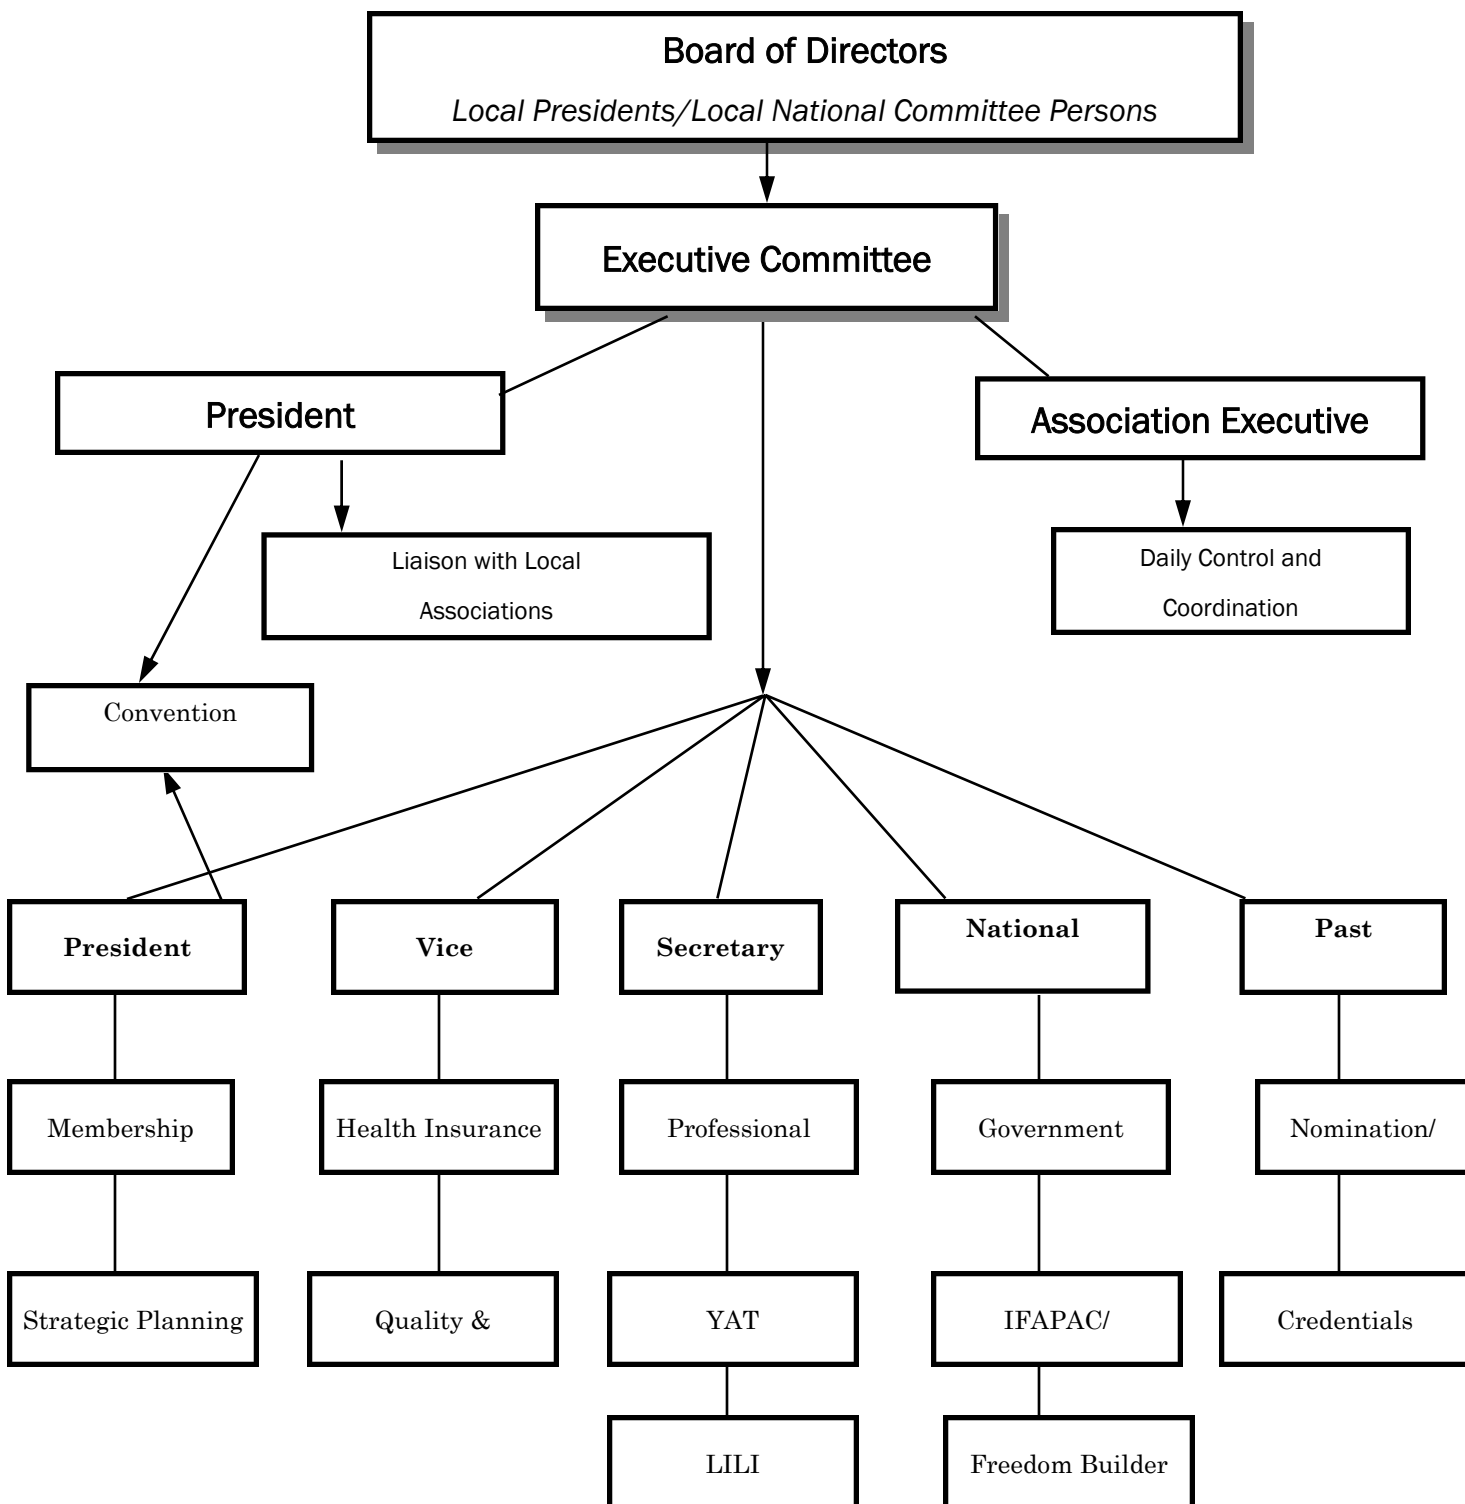 Board of Directors
Local Presidents/Local National Committee Persons
Executive Committee
President
Association Executive
Liaison with Local
Associations
Daily Control and
Coordination
Convention
President
Vice
Secretary
National
Past
Membership
Health Insurance
Professional
Government
Nomination/
Strategic Planning
Quality &
YAT
IFAPAC/
Credentials
LILI
Freedom Builder